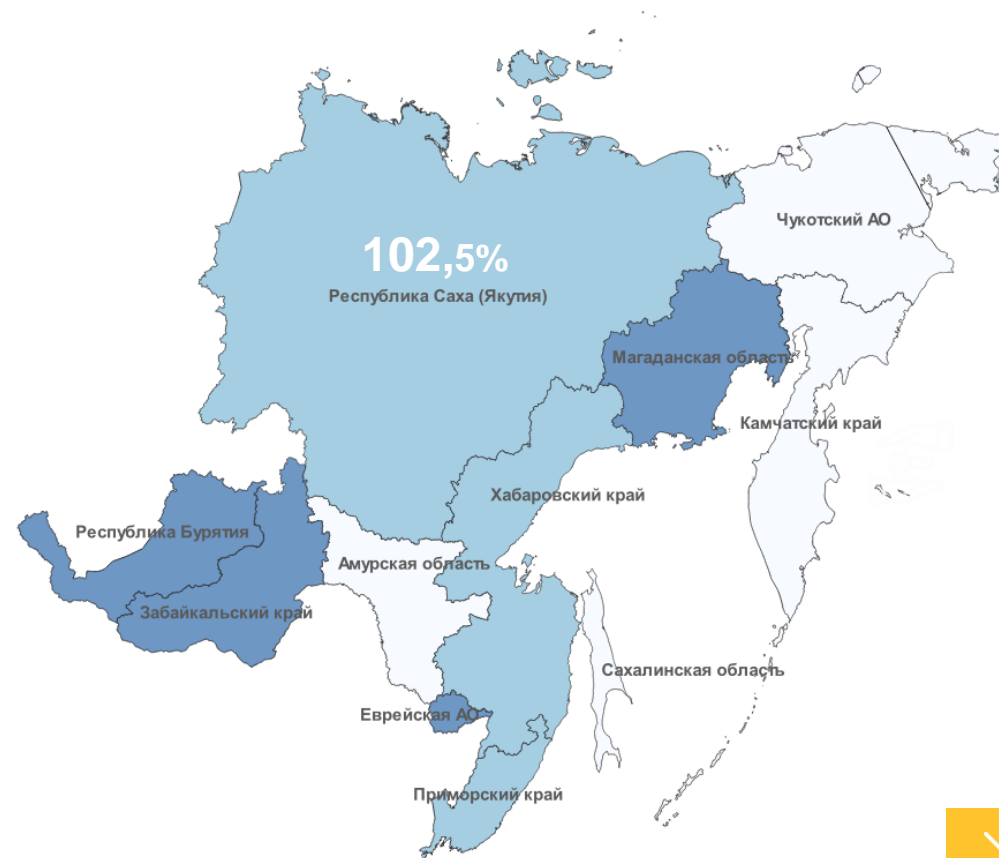 Чукотский АО
102,5%
Республика Саха (Якутия)
Магаданская область
Камчатский край
Хабаровский край
Республика Бурятия
Амурская область
Забайкальский край
Сахалинская область
Еврейская АО
Приморский край